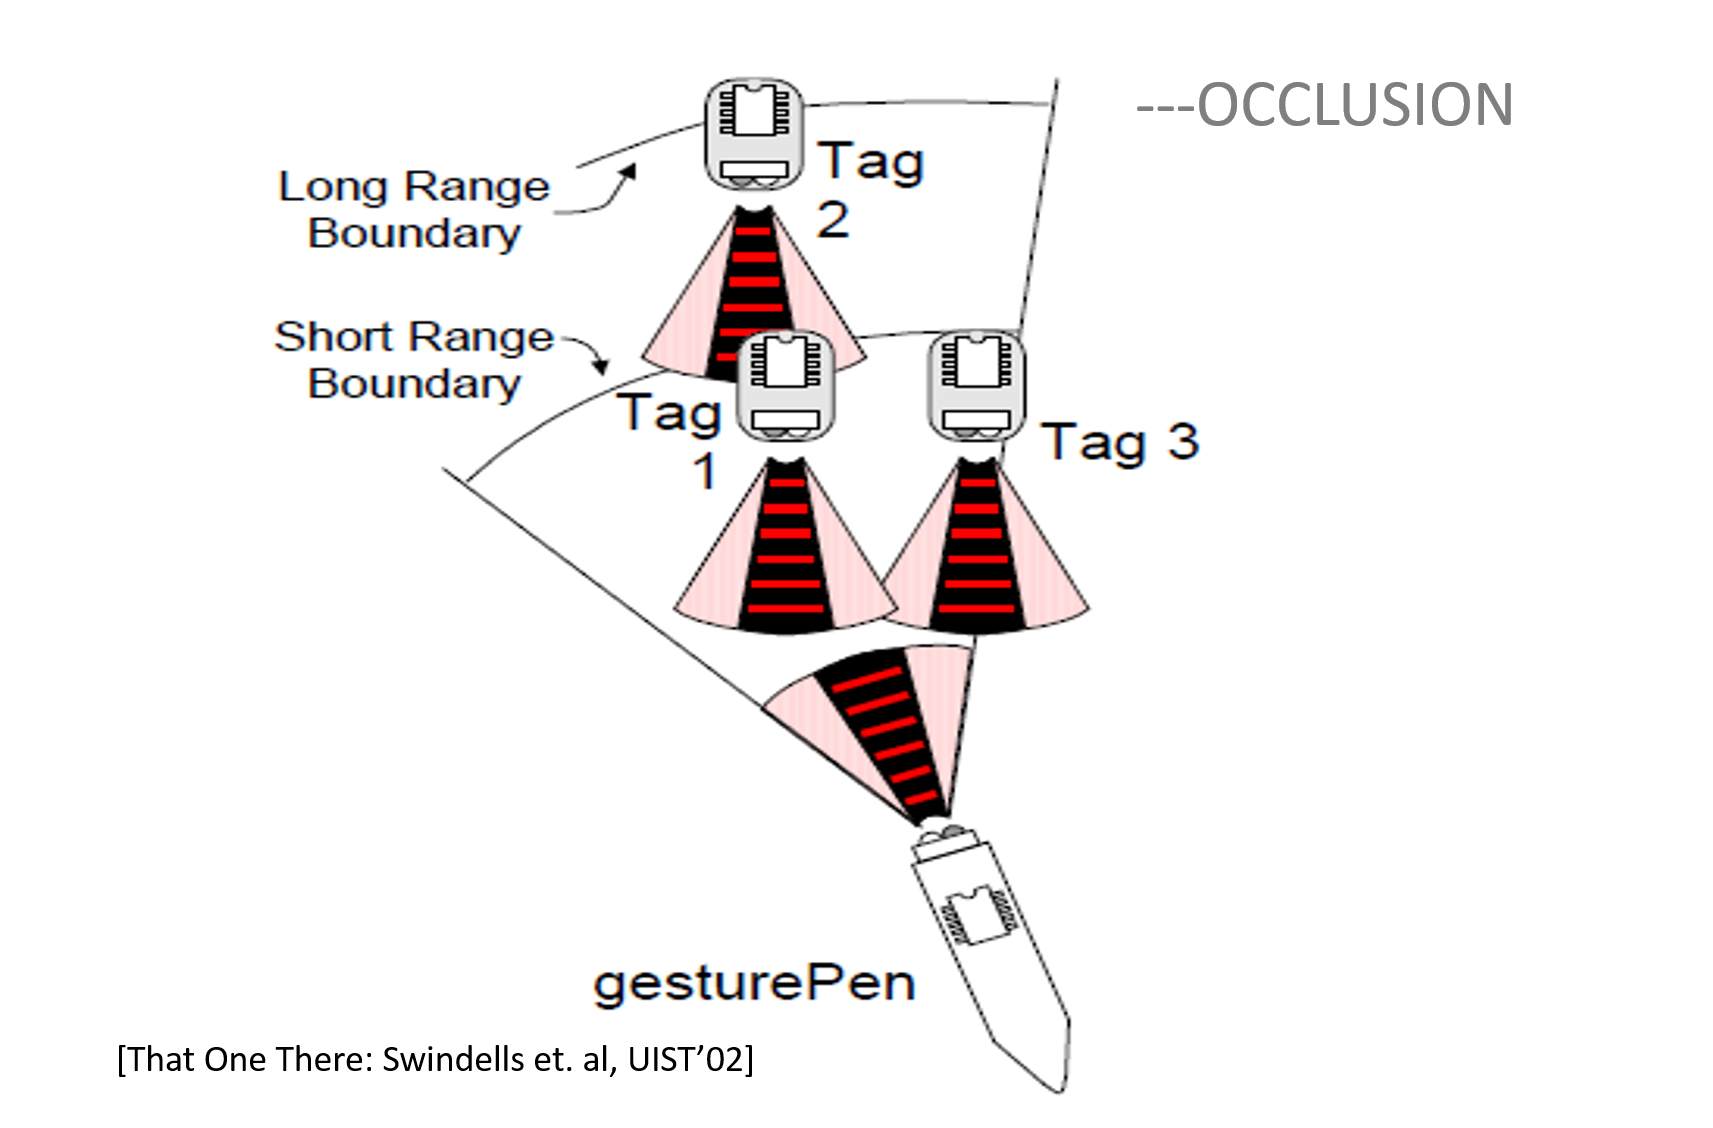 ---OCCLUSION
Tag
2
Long Range
Boundary
Short Range
Boundary
Tag
1
Tag 3
gesturePen
[That One There: Swindells et. al, UIST’02]